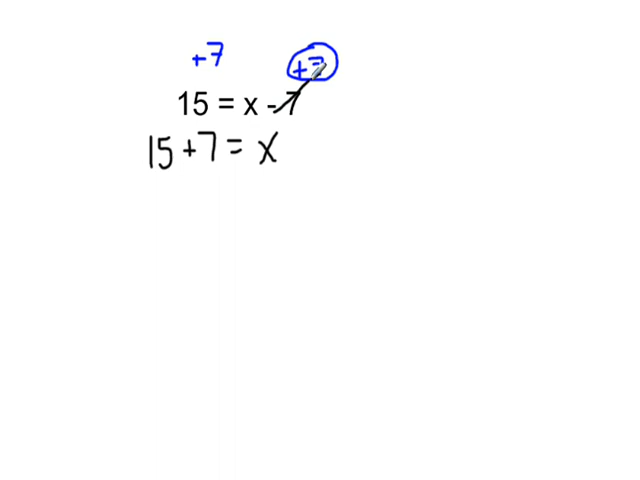 +7 +7
15 = x - 7
15 + 7 = x